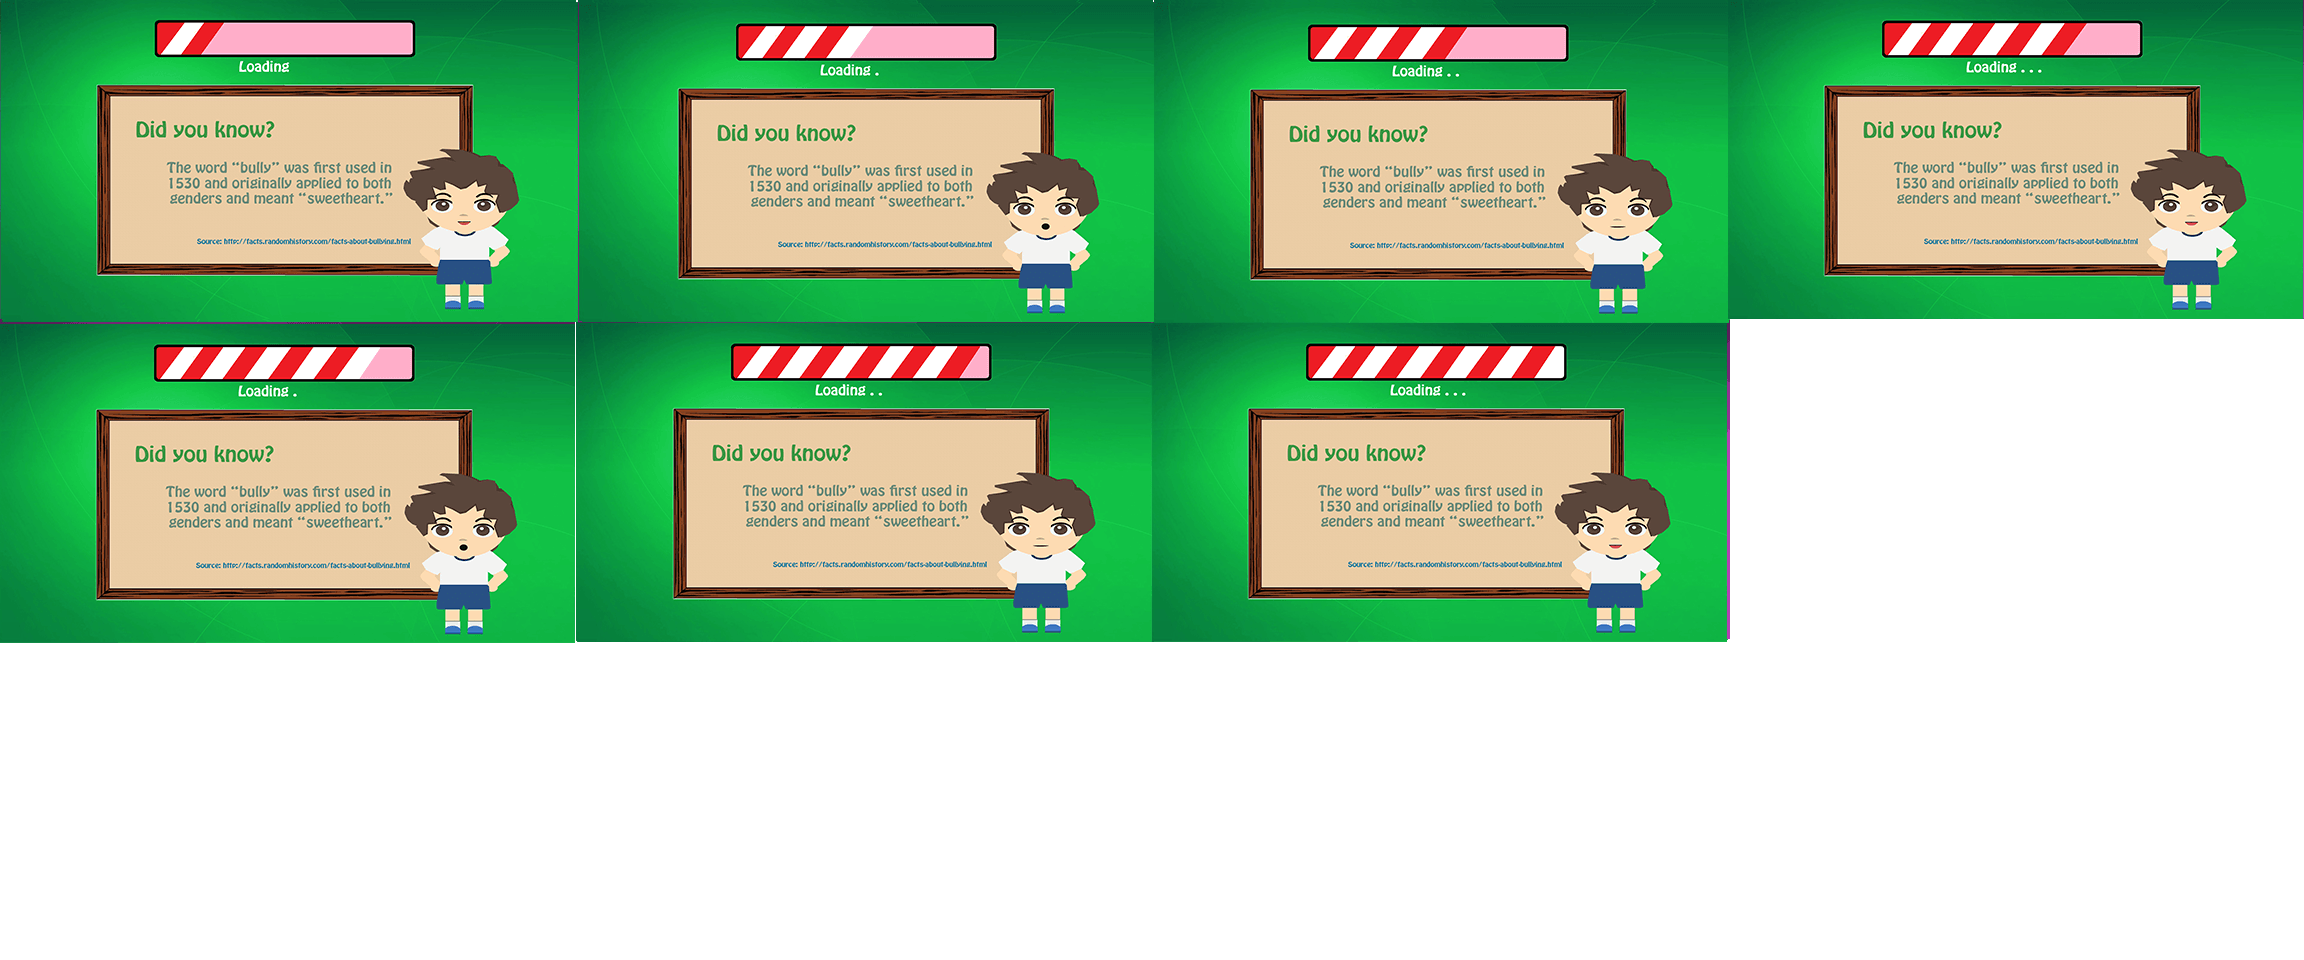 Loading
Did you know?
The word “bully” was first used in
1530 and originally applied to both
genders and meant “sweetheart.”
Source: http://facts.randomhistory.com/facts-about-bullying.html
Loading .
Did you know?
The word “bully” was first used in
1530 and originally applied to both
genders and meant “sweetheart.”
Source: http://facts.randomhistory.com/facts-about-bullying.html
Loading . .
Did you know?
The word “bully” was first used in
1530 and originally applied to both
genders and meant “sweetheart.”
Source: http://facts.randomhistory.com/facts-about-bullying.html
Loading . . .
Did you know?
The word “bully” was first used in
1530 and originally applied to both
genders and meant “sweetheart.”
Source: http://facts.randomhistory.com/facts-about-bullying.html
Loading .
Did you know?
The word “bully” was first used in
1530 and originally applied to both
genders and meant “sweetheart.”
Source: http://facts.randomhistory.com/facts-about-bullying.html
Loading . .
Did you know?
The word “bully” was first used in
1530 and originally applied to both
genders and meant “sweetheart.”
Source: http://facts.randomhistory.com/facts-about-bullying.html
Loading . . .
Did you know?
The word “bully” was first used in
1530 and originally applied to both
genders and meant “sweetheart.”
Source: http://facts.randomhistory.com/facts-about-bullying.html